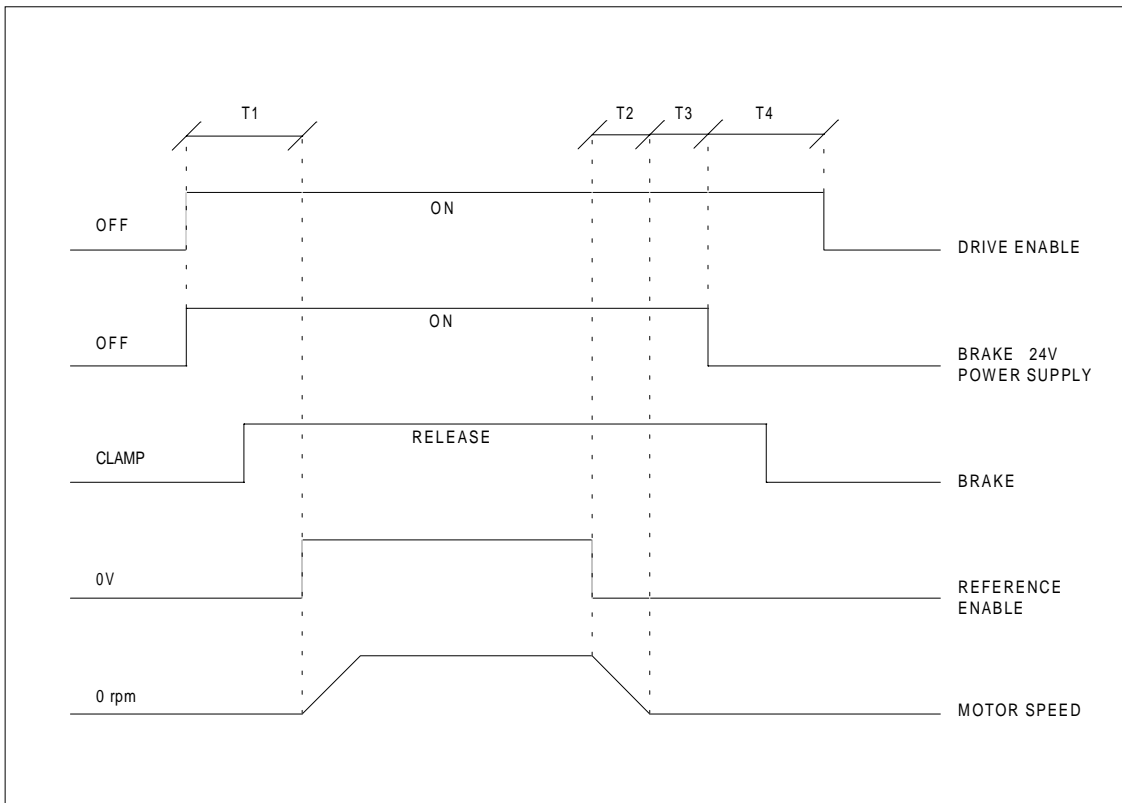 T1
T2
T3
T4
OFF
ON
DRIVE ENABLE
OFF
ON
BRAKE 24V
POWER SUPPLY
CLAMP
RELEASE
BRAKE
0V
REFERENCE
ENABLE
0 rpm
MOTOR SPEED